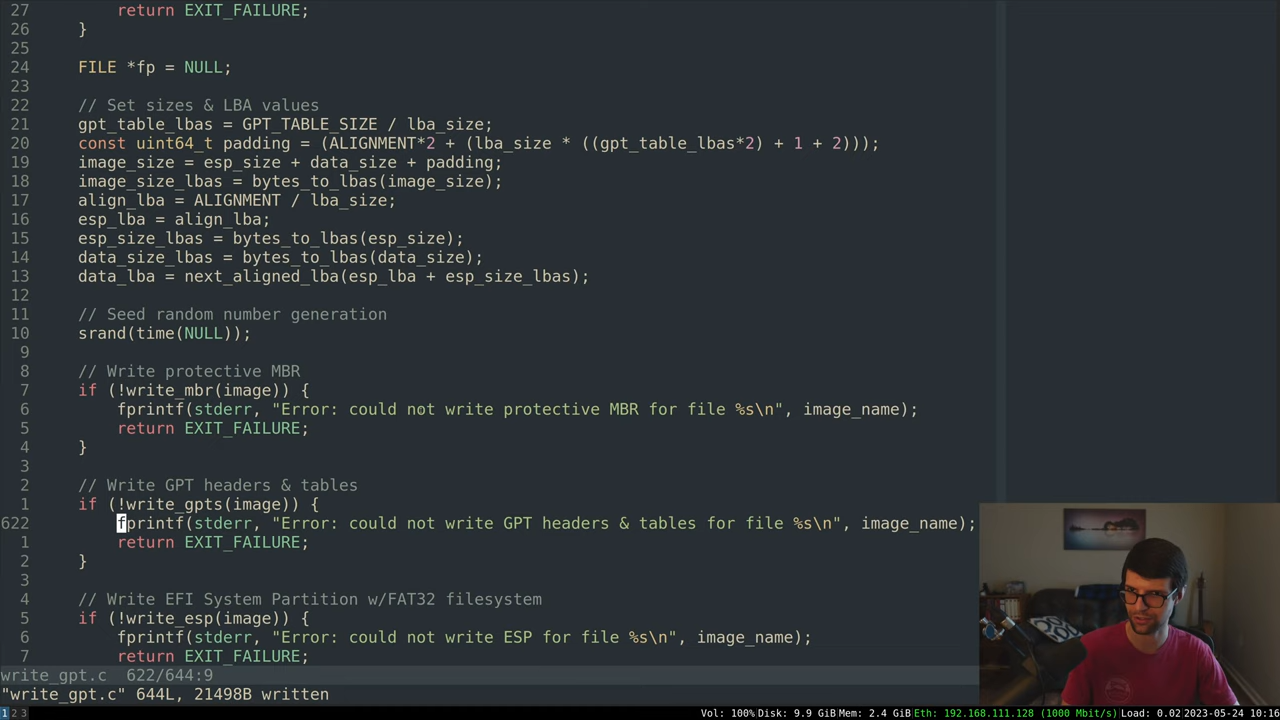 27         return EXIT_FAILURE;
26     }
25
24     FILE *fp = NULL;
23
22     // Set sizes & LBA values
21     gpt_table_lbas = GPT_TABLE_SIZE / lba_size;
20     const uint64_t padding = (ALIGNMENT*2 + (lba_size * ((gpt_table_lbas*2) + 1 + 2)));
19     image_size = esp_size + data_size + padding;
18     image_size_lbas = bytes_to_lbas(image_size);
17     align_lba = ALIGNMENT / lba_size;
16     esp_lba = align_lba;
15     esp_size_lbas = bytes_to_lbas(esp_size);
14     data_size_lbas = bytes_to_lbas(data_size);
13     data_lba = next_aligned_lba(esp_lba + esp_size_lbas);
12
11     // Seed random number generation
10     srand(time(NULL));
9
8     // Write protective MBR
7     if (!write_mbr(image)) {
6         fprintf(stderr, "Error: could not write protective MBR for file %s\n", image_name);
5         return EXIT_FAILURE;
4     }
3
2     // Write GPT headers & tables
1     if (!write_gpts(image)) {
622         fprintf(stderr, "Error: could not write GPT headers & tables for file %s\n", image_name);
1         return EXIT_FAILURE;
2     }
3
4     // Write EFI System Partition w/FAT32 filesystem
5     if (!write_esp(image)) {
6         fprintf(stderr, "Error: could not write ESP for file %s\n", image_name);
7         return EXIT_FAILURE;
write_gpt.c  622/644:9
"write_gpt.c" 644L, 21498B written
1 2 3 Vol: 100% Disk: 9.9 GiB Mem: 2.4 GiB Eth: 192.168.111.128 (1000 Mbit/s) Load: 0.02 2023-05-24 10:16